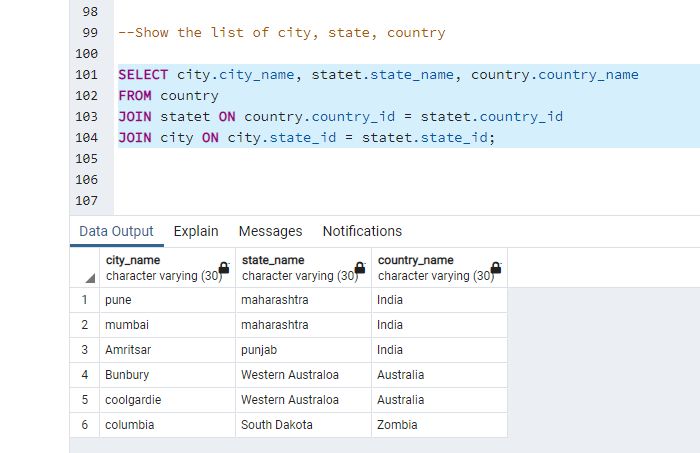 98
99 --Show the list of city, state, country
100
101 SELECT city.city_name, statet.state_name, country.country_name
102 FROM country
103 JOIN statet ON country.country_id = statet.country_id
104 JOIN city ON city.state_id = statet.state_id;
105
106
107
Data Output Explain Messages Notifications
city_name state_name country_name
character varying (30) character varying (30) character varying (30)
1 pune maharashtra India
2 mumbai maharashtra India
3 Amritsar punjab India
4 Bunbury Western Australoa Australia
5 coolgardie Western Australoa Australia
6 columbia South Dakota Zombia